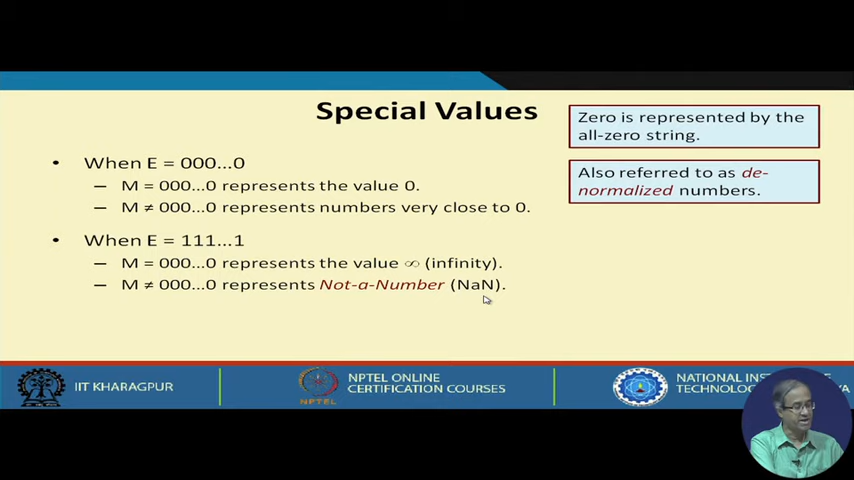 Special Values
Zero is represented by the
all-zero string.
Also referred to as de-
normalized numbers.
• When E = 000...0
– M = 000...0 represents the value 0.
– M ≠ 000...0 represents numbers very close to 0.
• When E = 111...1
– M = 000...0 represents the value ∞ (infinity).
– M ≠ 000...0 represents Not-a-Number (NaN).
IIT KHARAGPUR
NPTEL
NPTEL ONLINE
CERTIFICATION COURSES
NATIONAL
TECHNOLOG